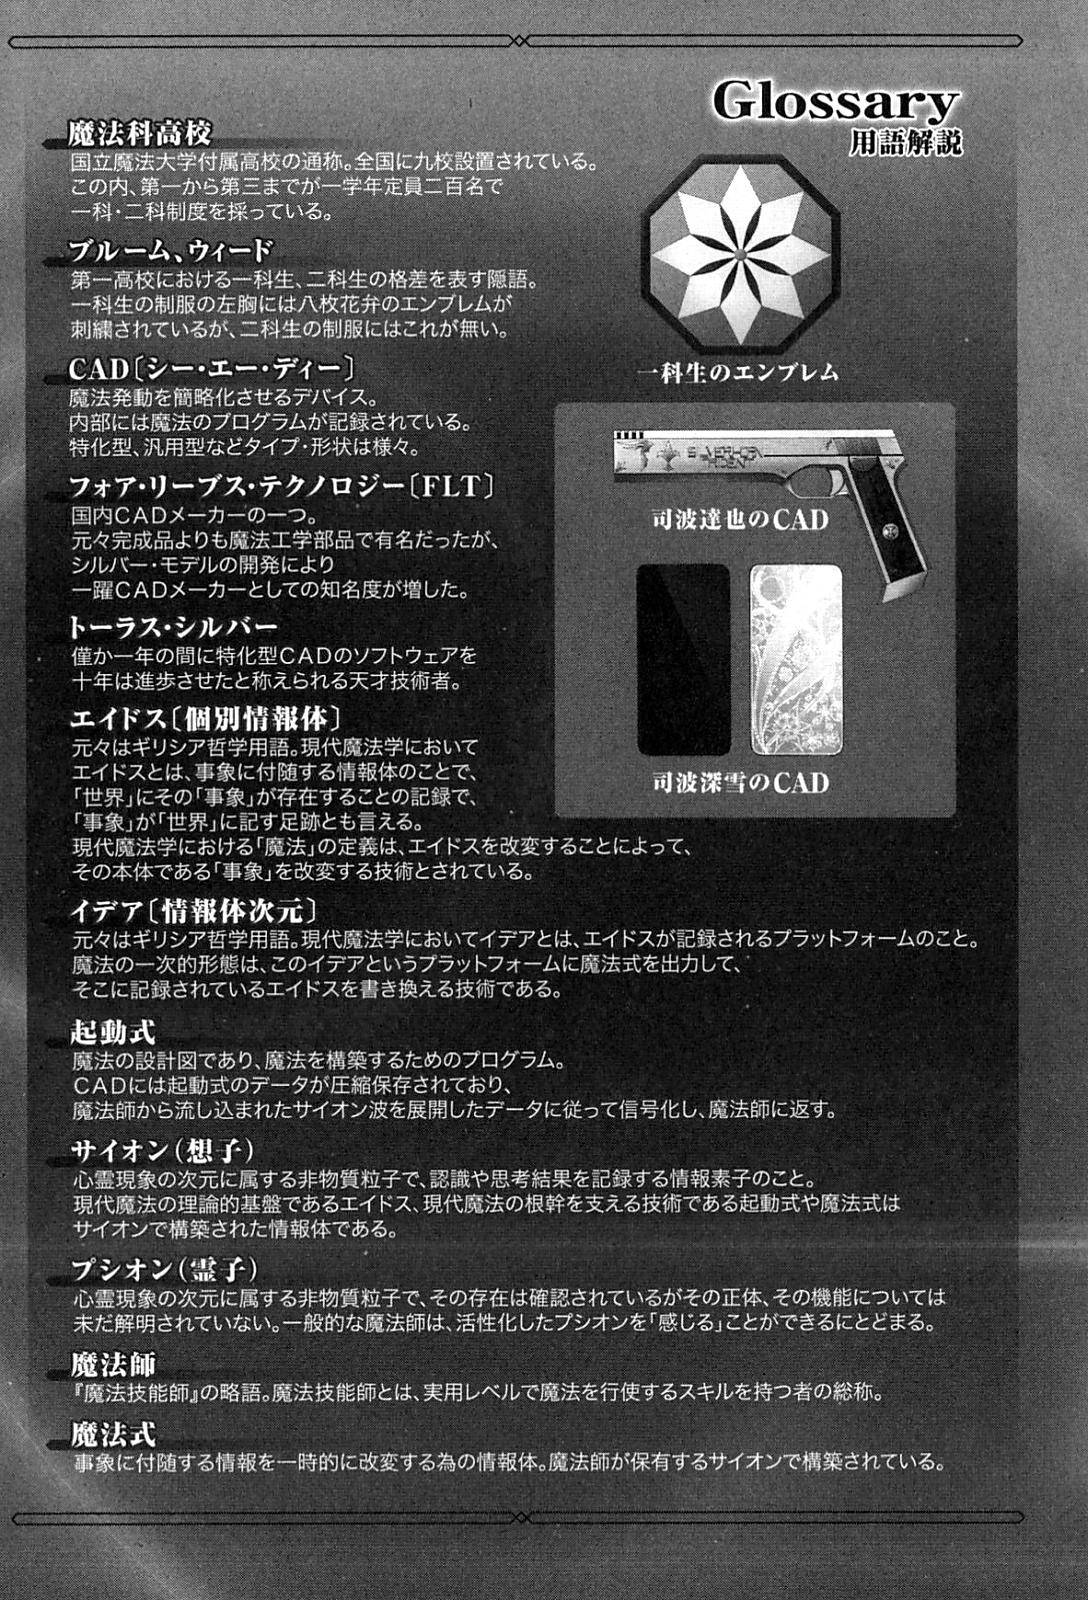 Glossary
用語解説
魔法科高校
国立魔法大学付属高校の通称。全国に九校設置されている。
この内、第一から第三までが一学年定員二百名で
一科・二科制度を採っている。
ブルーム、ウィード
第一高校における一科生、二科生の格差を表す隠語。
一科生の制服の左胸には八枚花弁のエンブレムが
刺繍されているが、二科生の制服にはこれが無い。
CAD〔シー・エー・ディー〕
魔法発動を簡略化させるデバイス。
内部には魔法のプログラムが記録されている。
特化型、汎用型などタイプ・形状は様々。
フォア・リーブス・テクノロジー〔FLT〕
国内CADメーカーの一つ。
元々完成品よりも魔法工学部品で有名だったが、
シルバー・モデルの開発により
一躍CADメーカーとしての知名度が増した。
トーラス・シルバー
僅か一年の間に特化型CADのソフトウェアを
十年は進歩させたと称えられる天才技術者。
エイドス〔個別情報体〕
元々はギリシア哲学用語。現代魔法学において
エイドスとは、事象に付随する情報体のことで、
「世界」にその「事象」が存在することの記録で、
「事象」が「世界」に記す足跡とも言える。
現代魔法学における「魔法」の定義は、エイドスを改変することによって、
その本体である「事象」を改変する技術とされている。
イデア〔情報体次元〕
元々はギリシア哲学用語。現代魔法学においてイデアとは、エイドスが記録されるプラットフォームのこと。
魔法の一次的形態は、このイデアというプラットフォームに魔法式を出力して、
そこに記録されているエイドスを書き換える技術である。
起動式
魔法の設計図であり、魔法を構築するためのプログラム。
CADには起動式のデータが圧縮保存されており、
魔法師から流し込まれたサイオン波を展開したデータに従って信号化し、魔法師に返す。
サイオン(想子)
心霊現象の次元に属する非物質粒子で、認識や思考結果を記録する情報素子のこと。
現代魔法の理論的基盤であるエイドス、現代魔法の根幹を支える技術である起動式や魔法式は
サイオンで構築された情報体である。
プシオン(霊子)
心霊現象の次元に属する非物質粒子で、その存在は確認されているがその正体、その機能については
未だ解明されていない。一般的な魔法師は、活性化したプシオンを「感じる」ことができるにとどまる。
魔法師
『魔法技能師』の略語。魔法技能師とは、実用レベルで魔法を行使するスキルを持つ者の総称。
魔法式
事象に付随する情報を一時的に改変する為の情報体。魔法師が保有するサイオンで構築されている。
一科生のエンブレム
司波達也のCAD
司波深雪のCAD